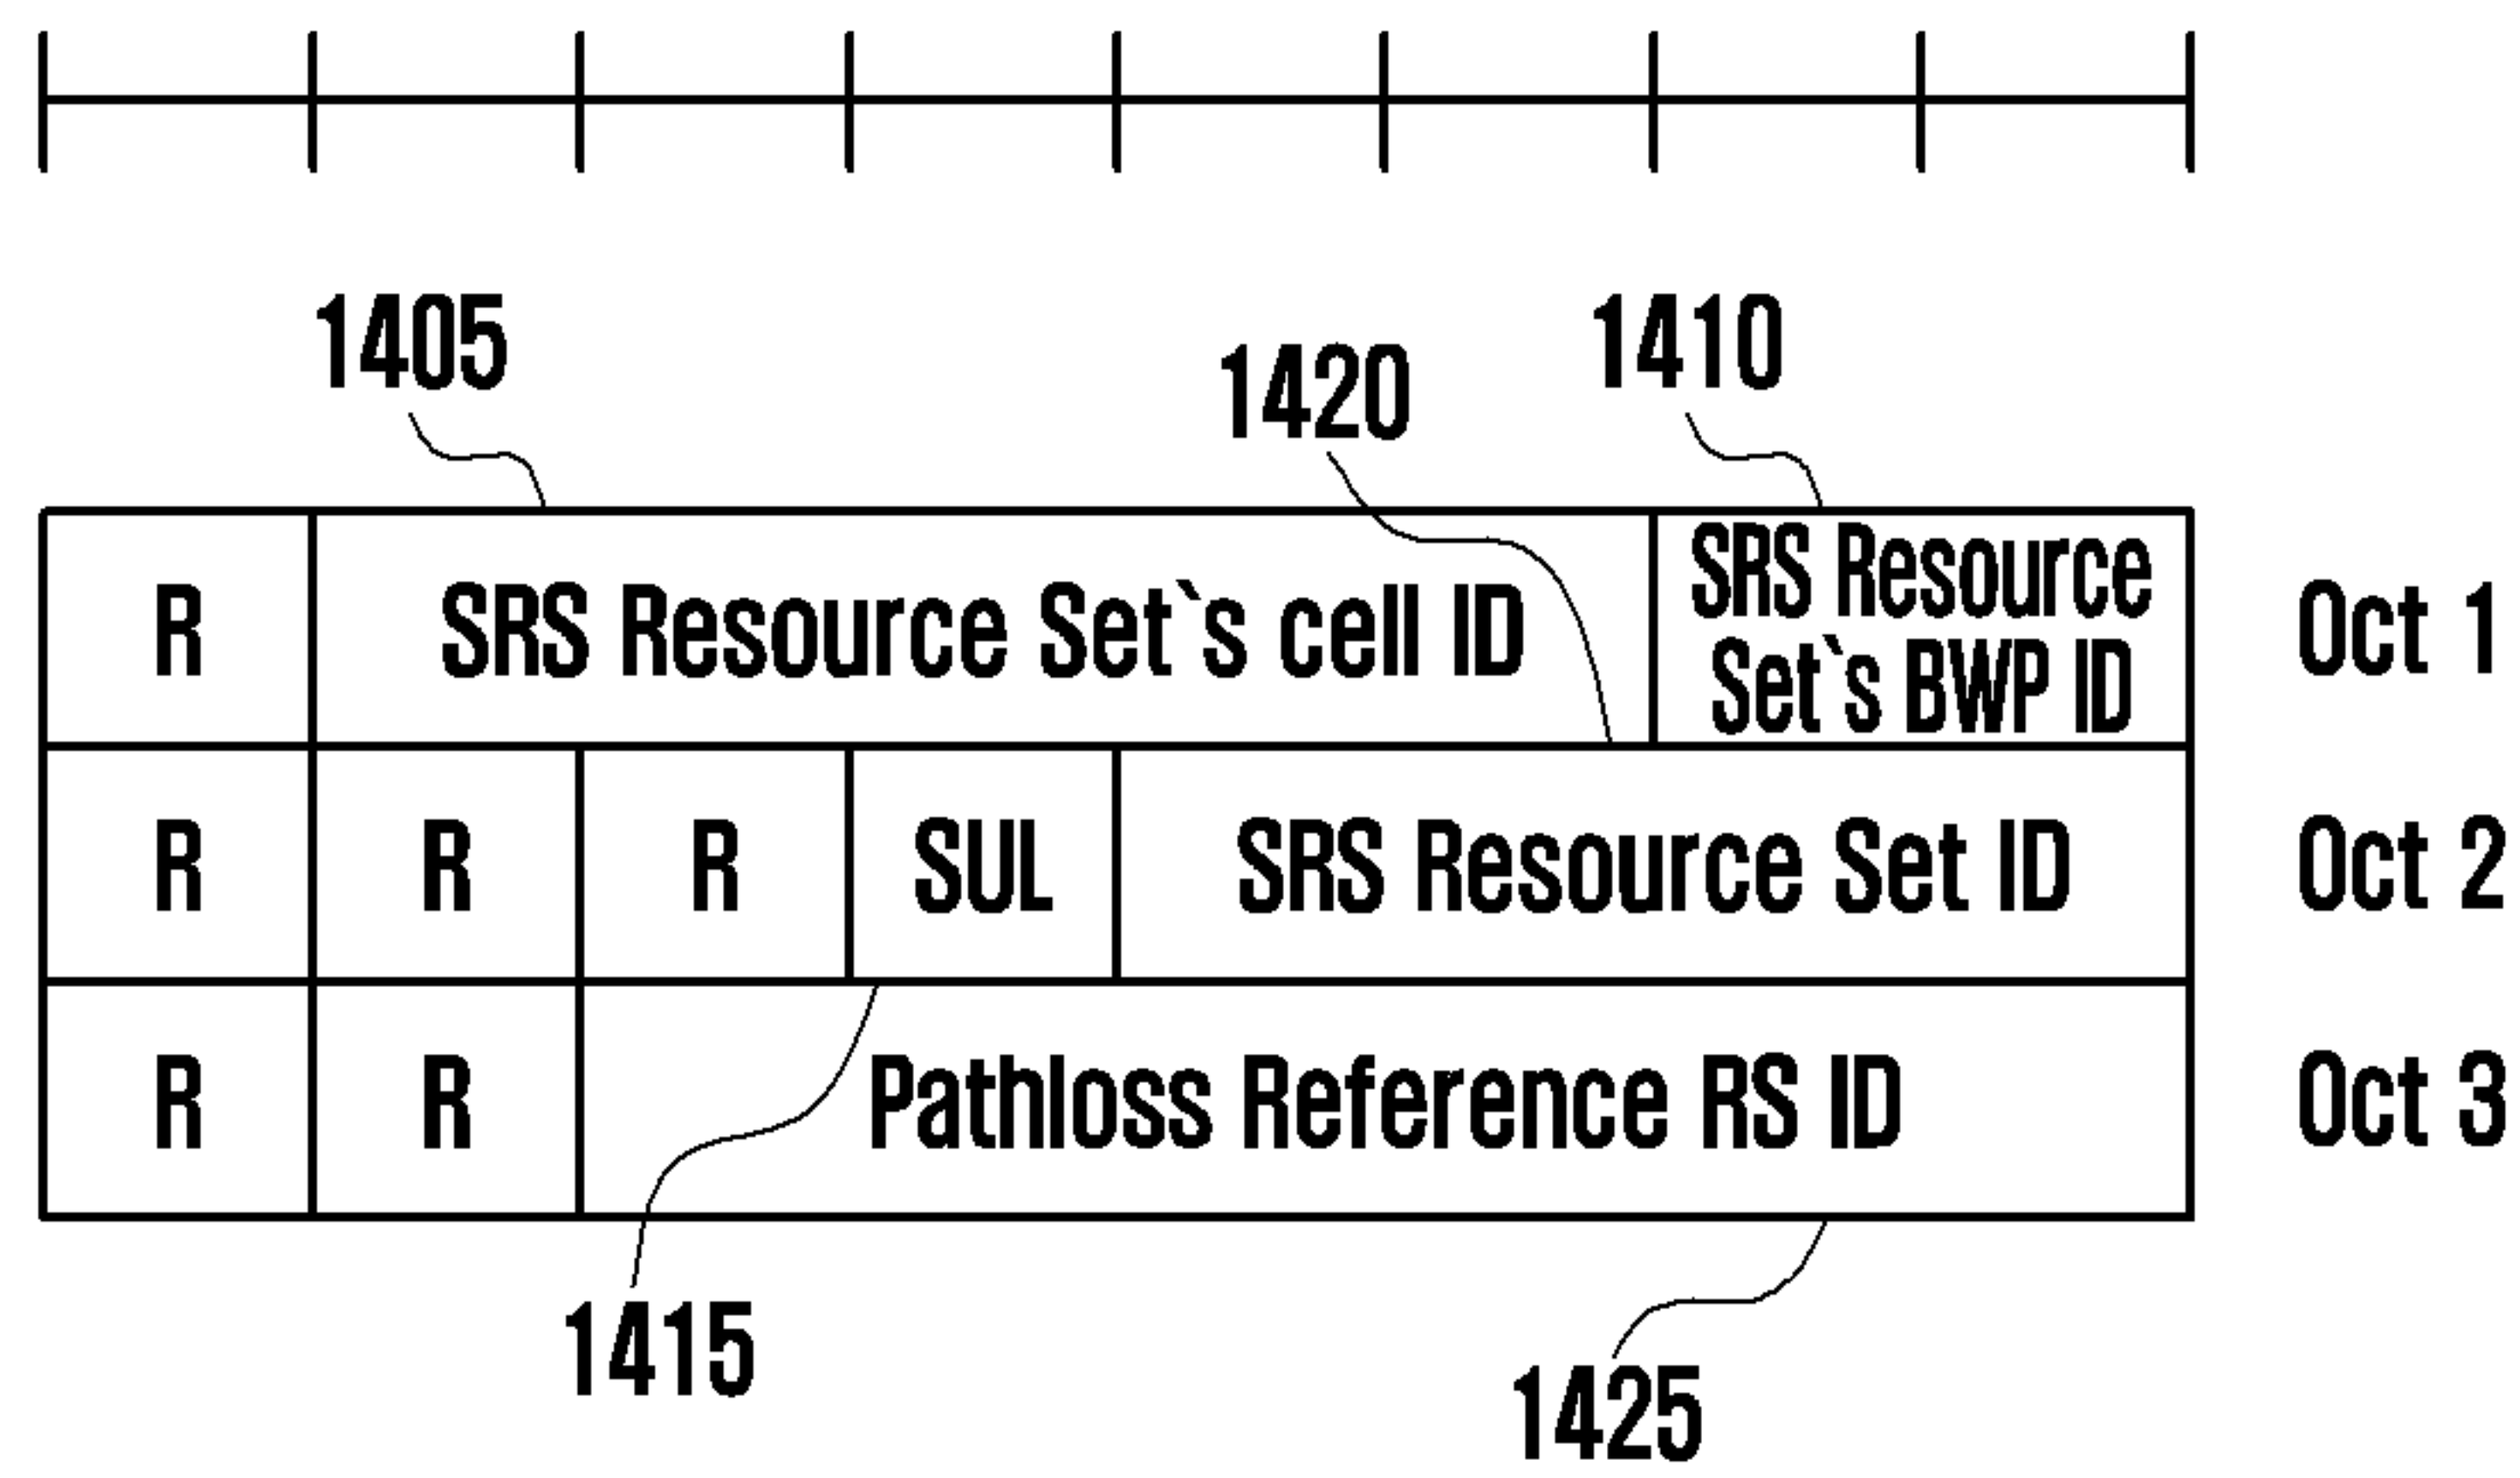 1405
1420
1410
R
SRS Resource Set`s cell ID
SRS Resource
Set`s BWP ID
Oct 1
R
R
R
SUL
SRS Resource Set ID
Oct 2
R
R
Pathloss Reference RS ID
Oct 3
1415
1425